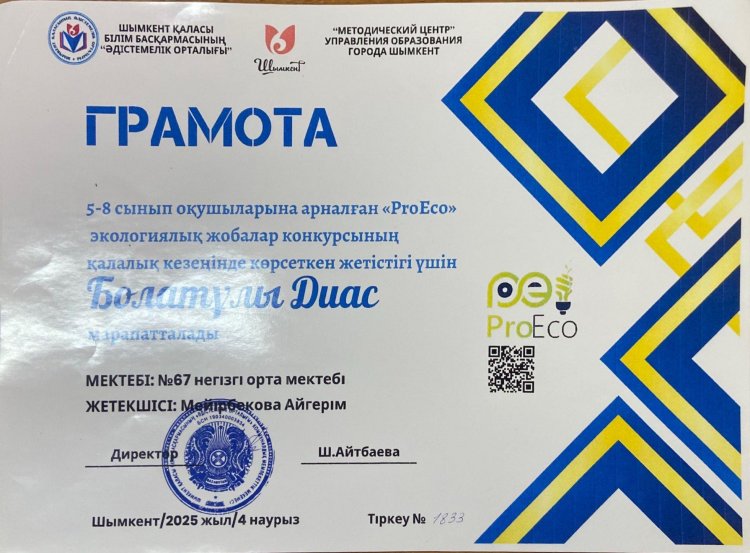 ШЫМКЕНТ ҚАЛАСЫ
БІЛІМ БАСҚАРМАСЫНЫҢ
"ӘДІСТЕМЕЛІК ОРТАЛЫҒЫ"
Шымкент
"МЕТОДИЧЕСКИЙ ЦЕНТР"
УПРАВЛЕНИЯ ОБРАЗОВАНИЯ
ГОРОДА ШЫМКЕНТ
ГРАМОТА
5-8 сынып оқушыларына арналған «ProEco»
экологиялық жобалар конкурсының
қалалық кезеңінде көрсеткен жетістігі үшін
Болатұлы Диас
марапатталады
ProEco
МЕКТЕБІ: №67 негізгі орта мектебі
ЖЕТЕКШІСІ: Мейірбекова Айгерім
Директор
Ш.Айтбаева
Шымкент/2025 жыл/4 наурыз
Тіркеу № 1833